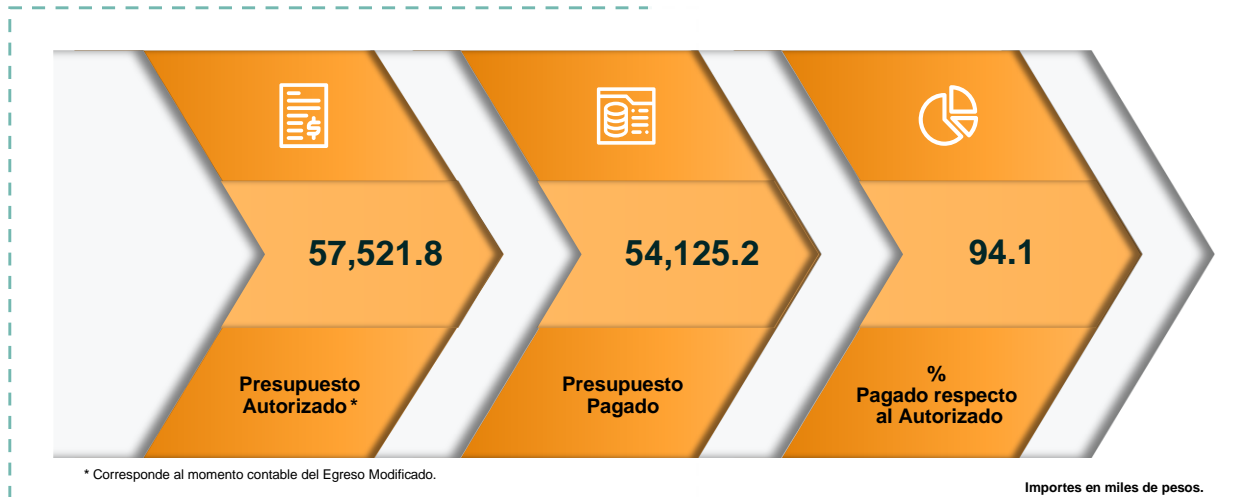 57,521.8
54,125.2
94.1
Presupuesto
Autorizado *
Presupuesto
Pagado
%
Pagado respecto
al Autorizado
* Corresponde al momento contable del Egreso Modificado.
Importes en miles de pesos.